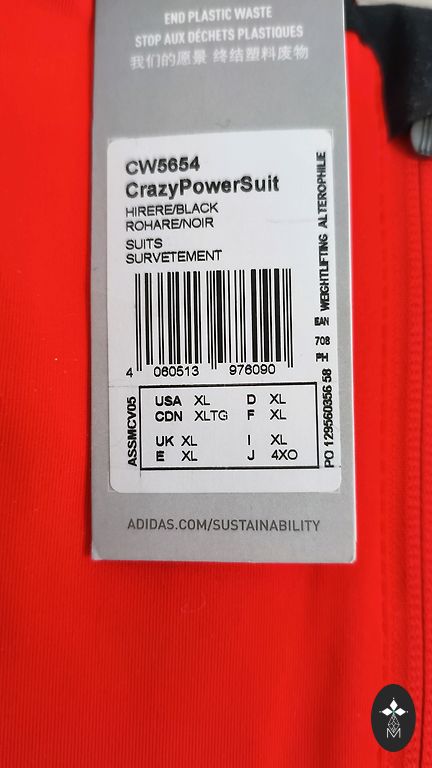 END PLASTIC WASTE
STOP AUX DÉCHETS PLASTIQUES
我们的愿景 终结塑料废物
CW5654
CrazyPowerSuit
HIRERE/BLACK
ROHARE/NOIR
SUITS
SURVETEMENT
4 060513 976090
ASSMCV05
USA XL D XL
CDN XLTG F XL
UK XL I XL
E XL J 4XO
WEIGHTLIFTING ALTEROPHILIE
EAN
708
PO 129560356 58
ADIDAS.COM/SUSTAINABILITY